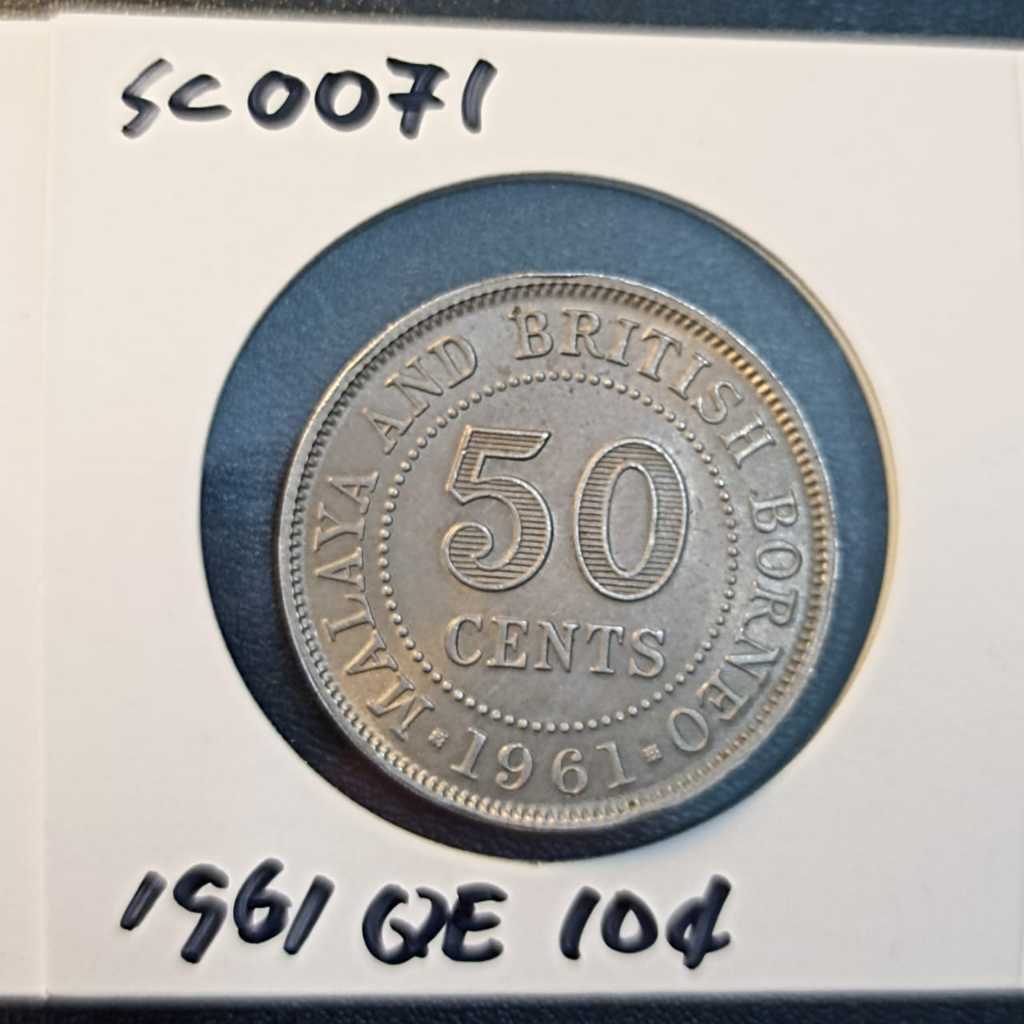 SC0071
MALAYA AND BRITISH BORNEO
50
CENTS
1961
1961 QE 10¢